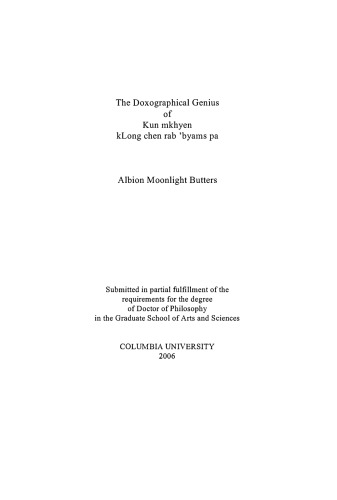 The Doxographical Genius
of
Kun mkhyen
kLong chen rab 'byams pa
Albion Moonlight Butters
Submitted in partial fulfillment of the
requirements for the degree
of Doctor of Philosophy
in the Graduate School of Arts and Sciences
COLUMBIA UNIVERSITY
2006